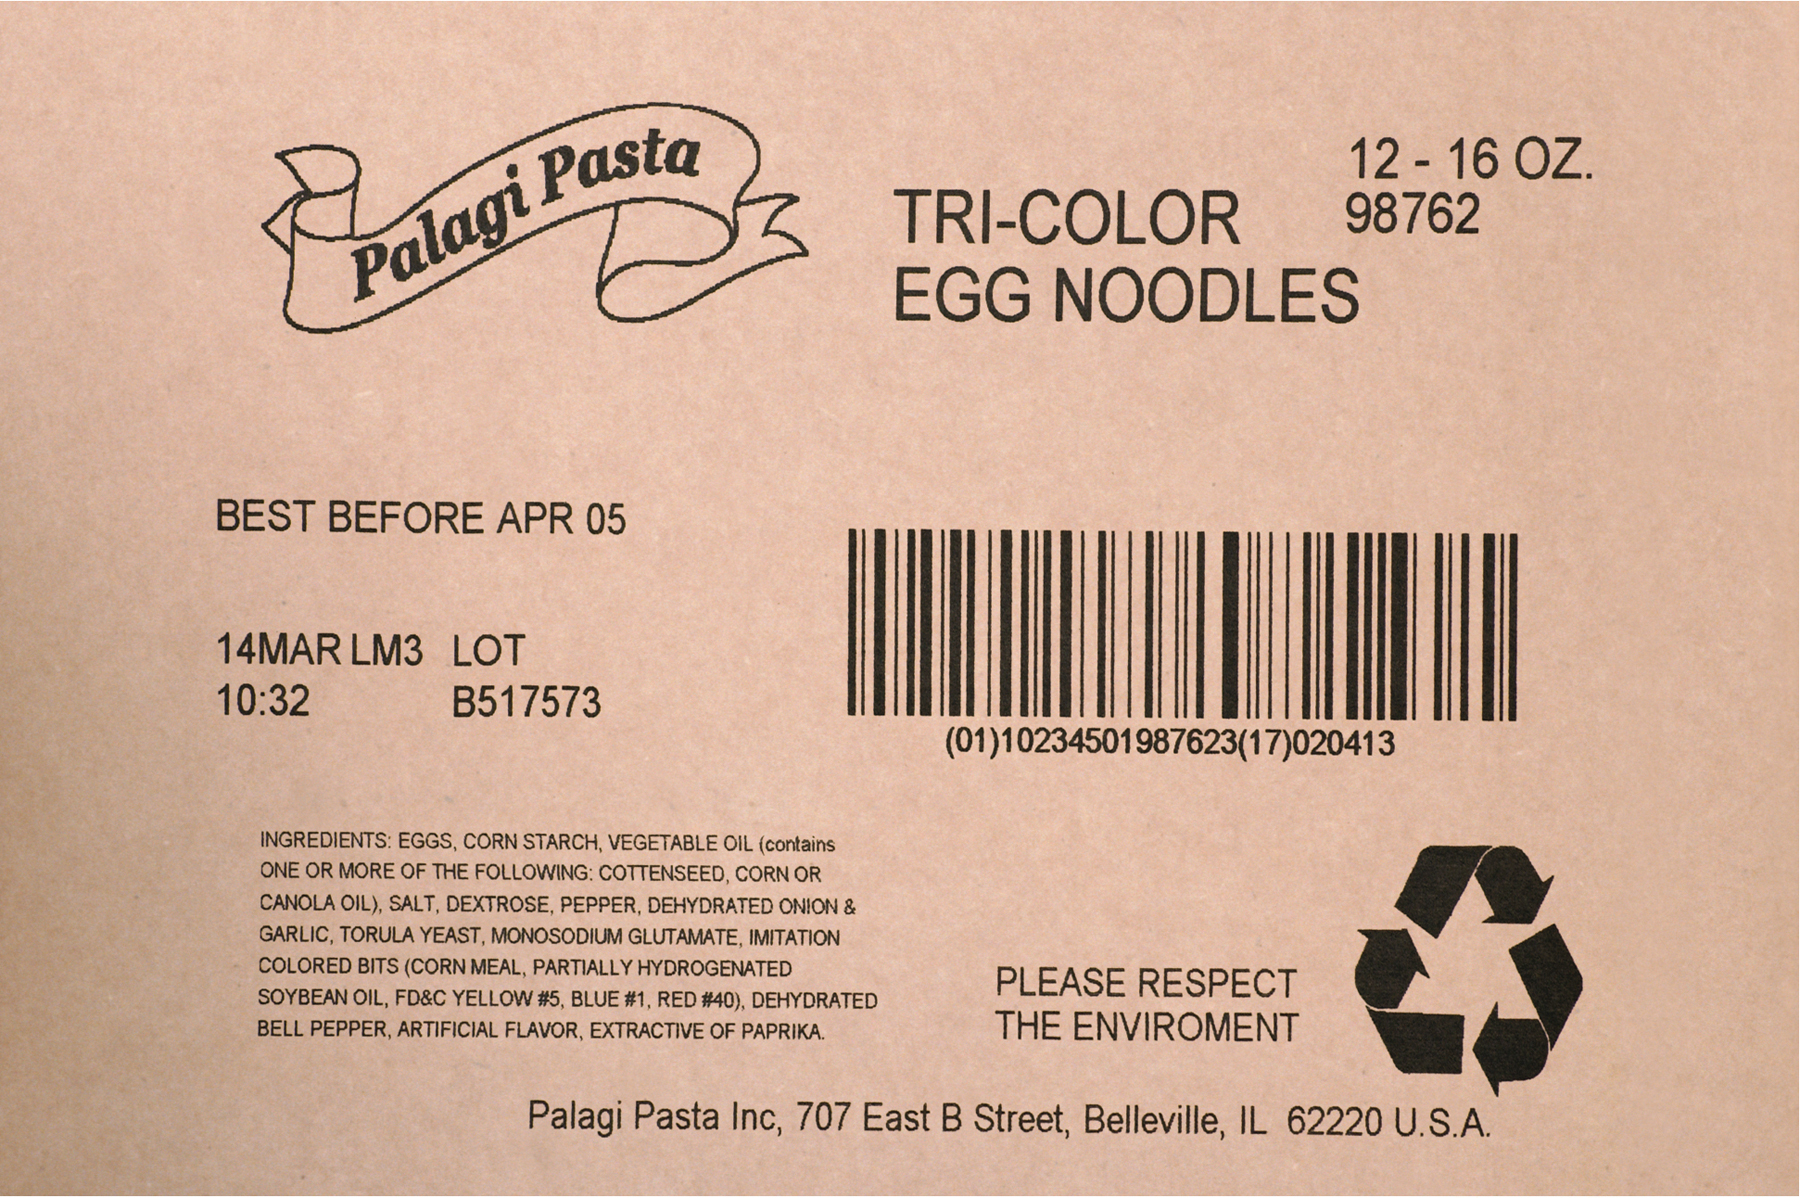 Palagi Pasta
TRI-COLOR
EGG NOODLES
12 - 16 OZ.
98762
BEST BEFORE APR 05
14MAR LM3 LOT
10:32 B517573
(01)10234501987623(17)020413
INGREDIENTS: EGGS, CORN STARCH, VEGETABLE OIL (contains
ONE OR MORE OF THE FOLLOWING: COTTENSEED, CORN OR
CANOLA OIL), SALT, DEXTROSE, PEPPER, DEHYDRATED ONION &
GARLIC, TORULA YEAST, MONOSODIUM GLUTAMATE, IMITATION
COLORED BITS (CORN MEAL, PARTIALLY HYDROGENATED
SOYBEAN OIL, FD&C YELLOW #5, BLUE #1, RED #40), DEHYDRATED
BELL PEPPER, ARTIFICIAL FLAVOR, EXTRACTIVE OF PAPRIKA.
PLEASE RESPECT
THE ENVIROMENT
Palagi Pasta Inc, 707 East B Street, Belleville, IL 62220 U.S.A.